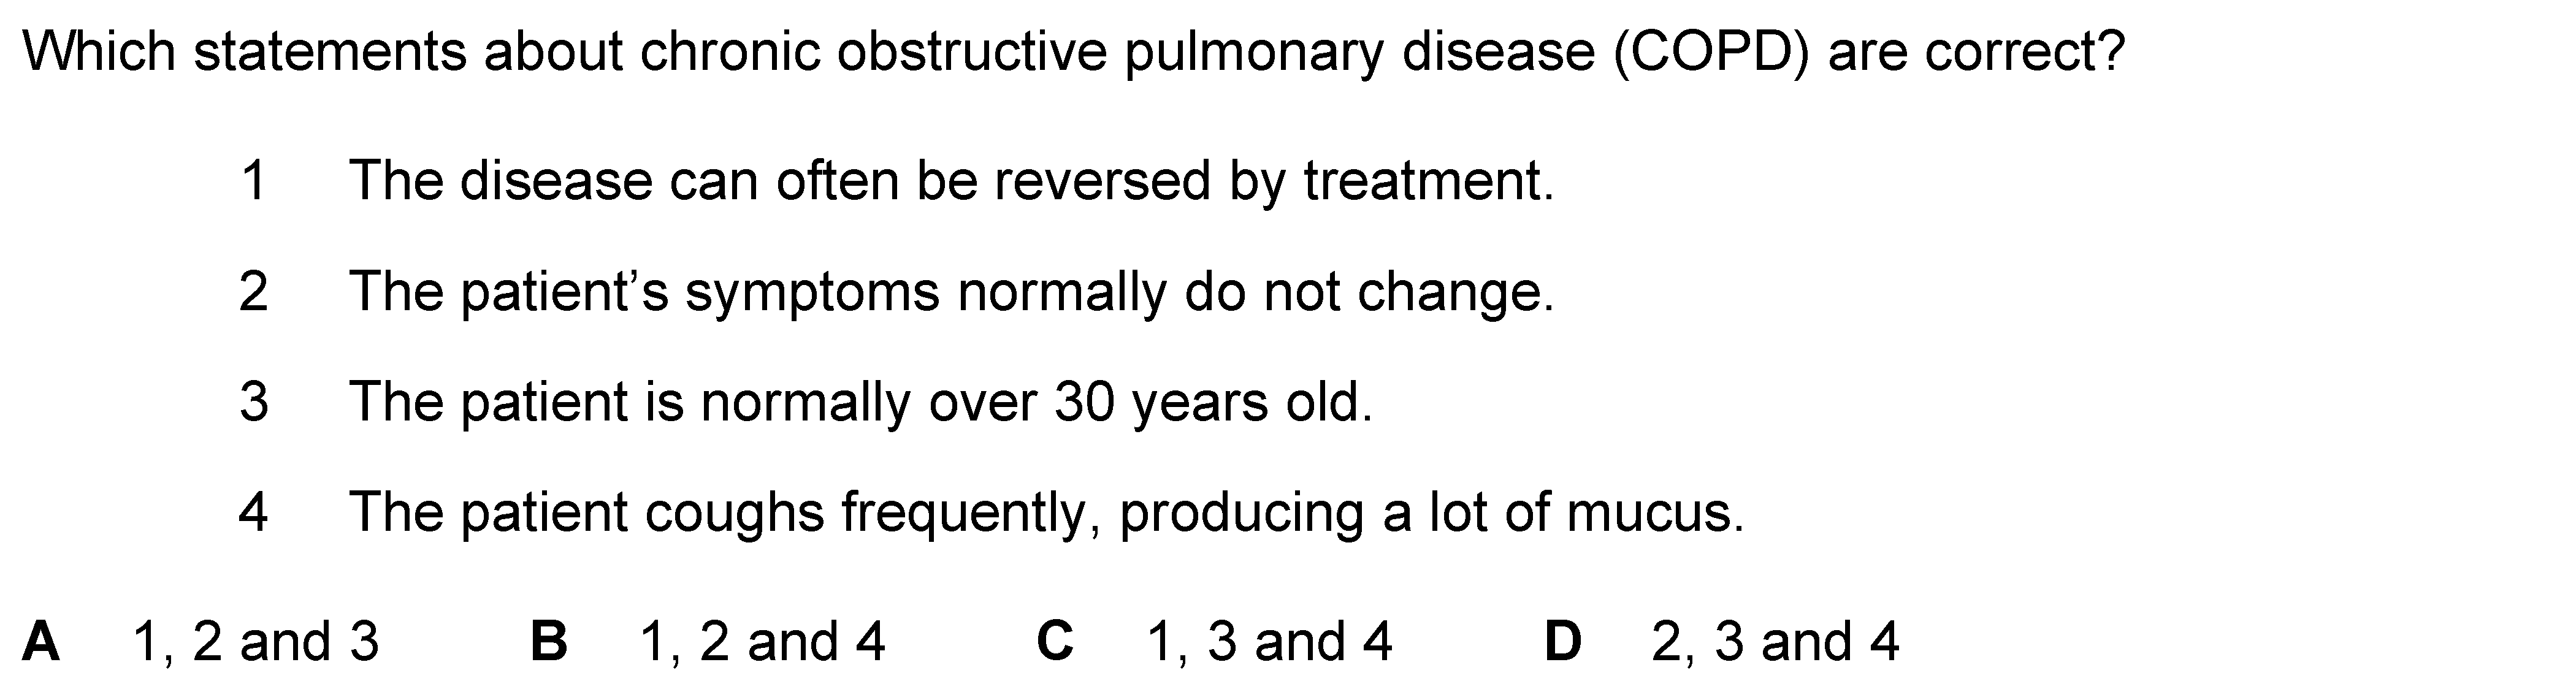 Which statements about chronic obstructive pulmonary disease (COPD) are correct?
1 The disease can often be reversed by treatment.
2 The patient’s symptoms normally do not change.
3 The patient is normally over 30 years old.
4 The patient coughs frequently, producing a lot of mucus.
A 1, 2 and 3 B 1, 2 and 4 C 1, 3 and 4 D 2, 3 and 4